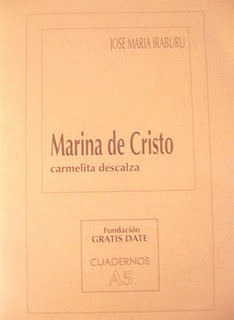 JOSE MARIA IRABURU
Marina de Cristo
carmelita descalza
Fundación
GRATIS DATE
CUADERNOS
A5